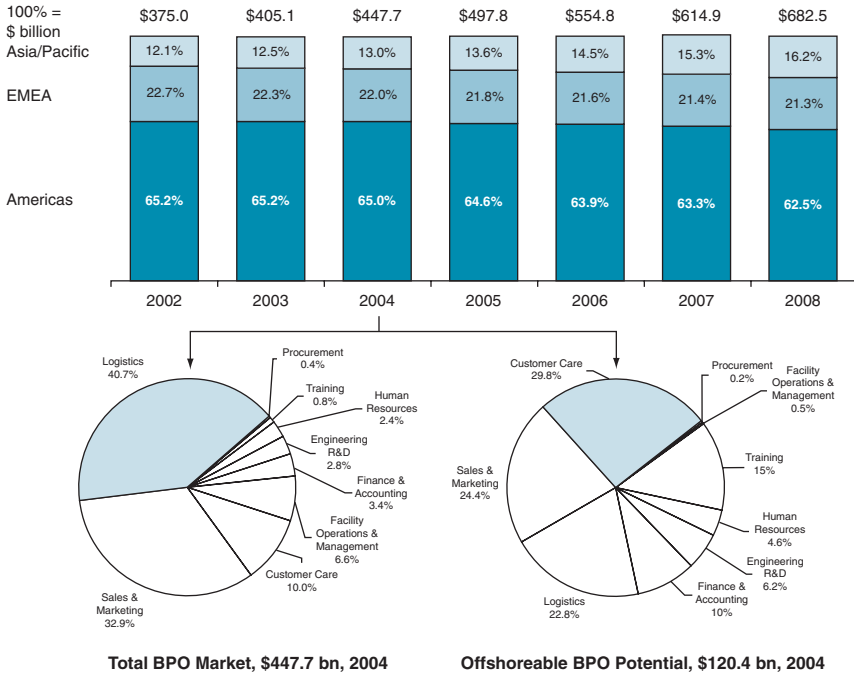 100% =
$ billion
$375.0 $405.1 $447.7 $497.8 $554.8 $614.9 $682.5
Asia/Pacific
12.1% 12.5% 13.0% 13.6% 14.5% 15.3% 16.2%
EMEA
22.7% 22.3% 22.0% 21.8% 21.6% 21.4% 21.3%
Americas
65.2% 65.2% 65.0% 64.6% 63.9% 63.3% 62.5%
2002 2003 2004 2005 2006 2007 2008
Logistics
40.7%
Procurement
0.4%
Training
0.8%
Human
Resources
2.4%
Engineering
R&D
2.8%
Finance &
Accounting
3.4%
Facility
Operations &
Management
6.6%
Customer Care
10.0%
Sales &
Marketing
32.9%
Total BPO Market, $447.7 bn, 2004
Customer Care
29.8%
Procurement
0.2%
Facility
Operations &
Management
0.5%
Training
15%
Human
Resources
4.6%
Engineering
R&D
6.2%
Finance &
Accounting
10%
Logistics
22.8%
Sales &
Marketing
24.4%
Offshoreable BPO Potential, $120.4 bn, 2004